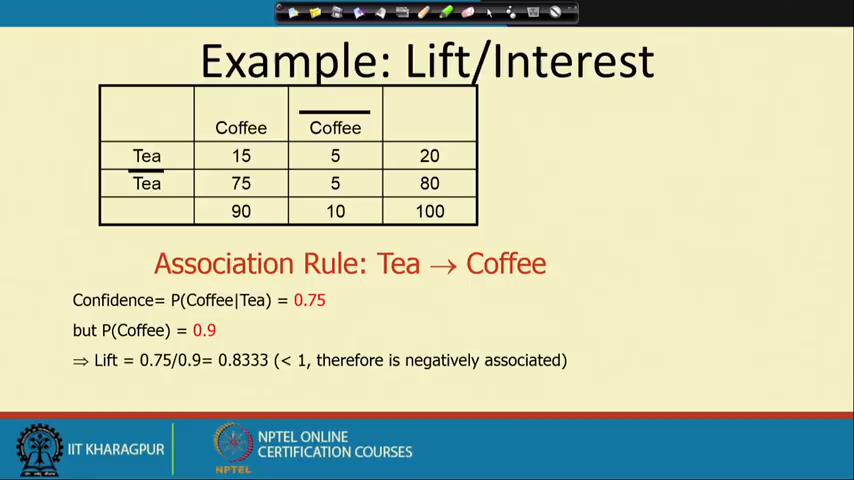 Example: Lift/Interest
Coffee Coffee
Tea 15 5 20
Tea 75 5 80
90 10 100
Association Rule: Tea → Coffee
Confidence= P(Coffee|Tea) = 0.75
but P(Coffee) = 0.9
⇒ Lift = 0.75/0.9= 0.8333 (< 1, therefore is negatively associated)
IIT KHARAGPUR
NPTEL
NPTEL ONLINE
CERTIFICATION COURSES